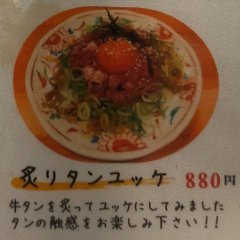 炙りタンユッケ 880円
牛タンを炙ってユッケにしてみました
タンの触感をお楽しみ下さい!!